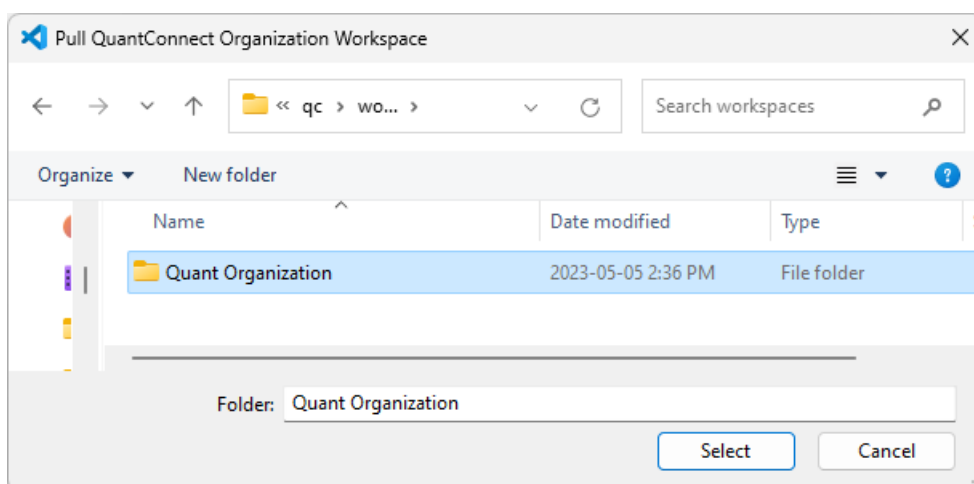 Pull QuantConnect Organization Workspace
« qc > wo... >
Search workspaces
Organize
New folder
Name
Date modified
Type
Quant Organization
2023-05-05 2:36 PM
File folder
Folder:
Quant Organization
Select
Cancel